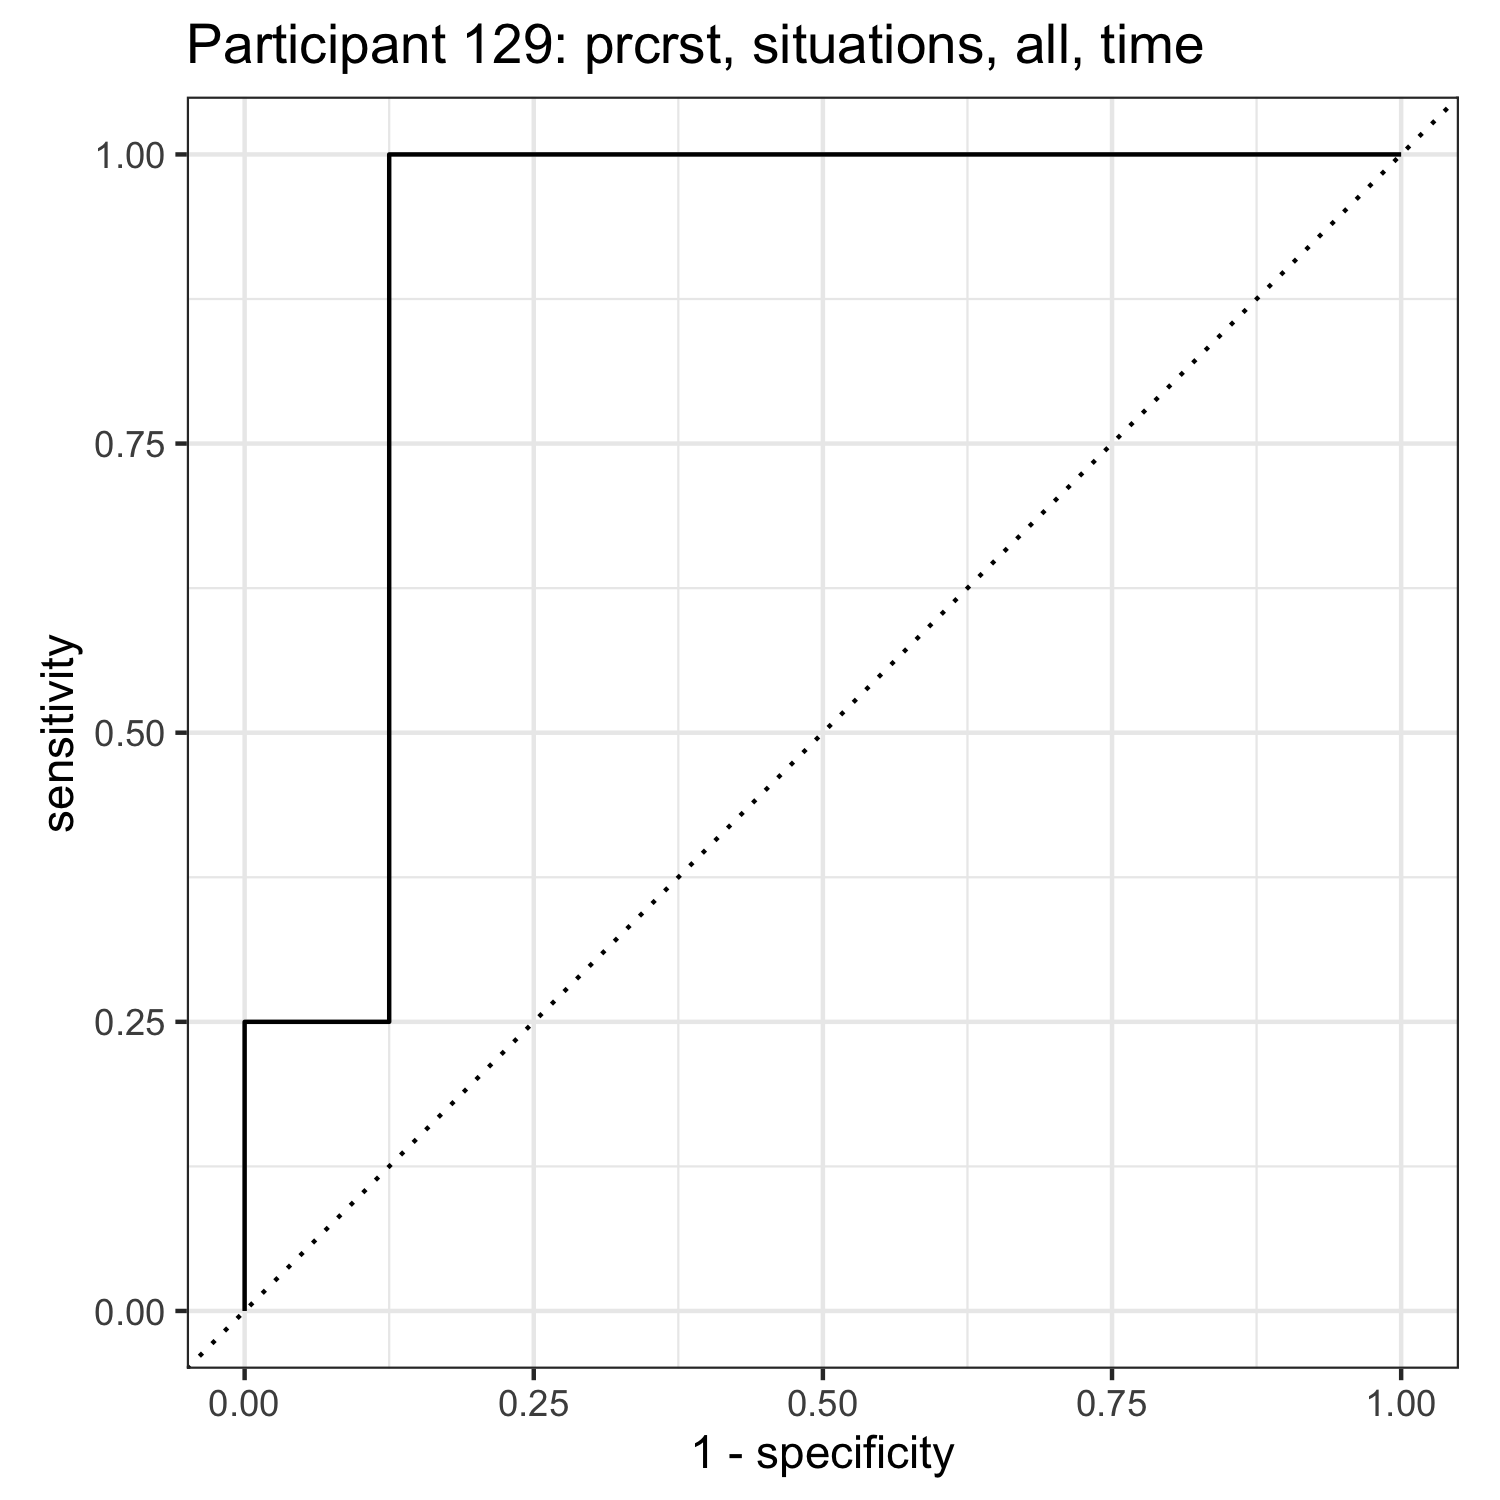 Participant 129: prcrst, situations, all, time
1.00
0.75
0.50
0.25
0.00
sensitivity
0.00 0.25 0.50 0.75 1.00
1 - specificity